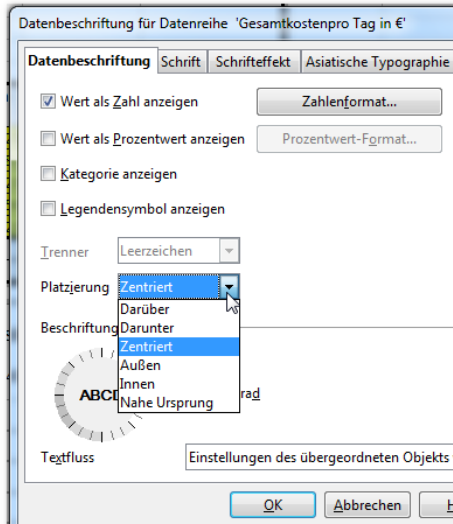 Datenbeschriftung für Datenreihe 'Gesamtkostenpro Tag in €'
Datenbeschriftung Schrift Schrifteffekt Asiatische Typographie
Wert als Zahl anzeigen Zahlenformat...
Wert als Prozentwert anzeigen Prozentwert-Format...
Kategorie anzeigen
Legendensymbol anzeigen
Trenner Leerzeichen
Platzierung Zentriert
Darüber
Beschriftung Darunter
Zentriert
Außen
Innen
ABCD rad
Nahe Ursprung
Textfluss Einstellungen des übergeordneten Objekts
OK Abbrechen H